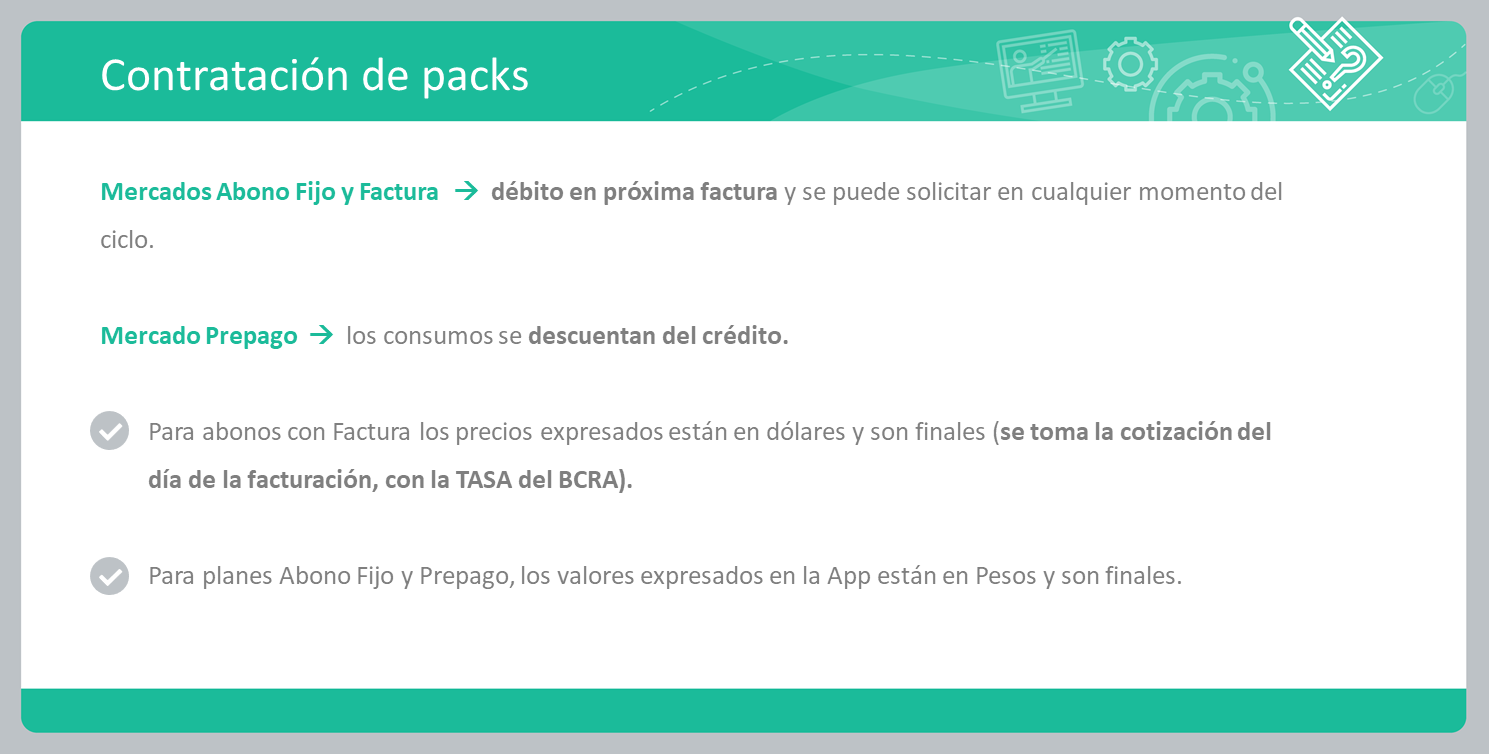 Contratación de packs
Mercados Abono Fijo y Factura → débito en próxima factura y se puede solicitar en cualquier momento del
ciclo.
Mercado Prepago → los consumos se descuentan del crédito.
Para abonos con Factura los precios expresados están en dólares y son finales (se toma la cotización del
día de la facturación, con la TASA del BCRA).
Para planes Abono Fijo y Prepago, los valores expresados en la App están en Pesos y son finales.